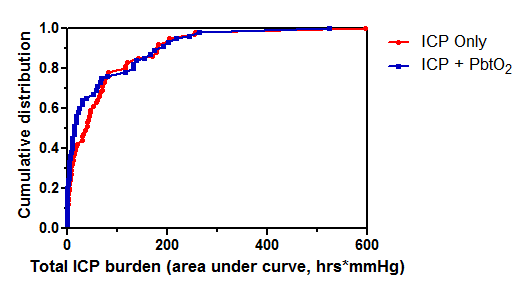 ICP Only
ICP + PbtO₂
Cumulative distribution
1.0
0.8
0.6
0.4
0.2
0.0
0 200 400 600
Total ICP burden (area under curve, hrs*mmHg)